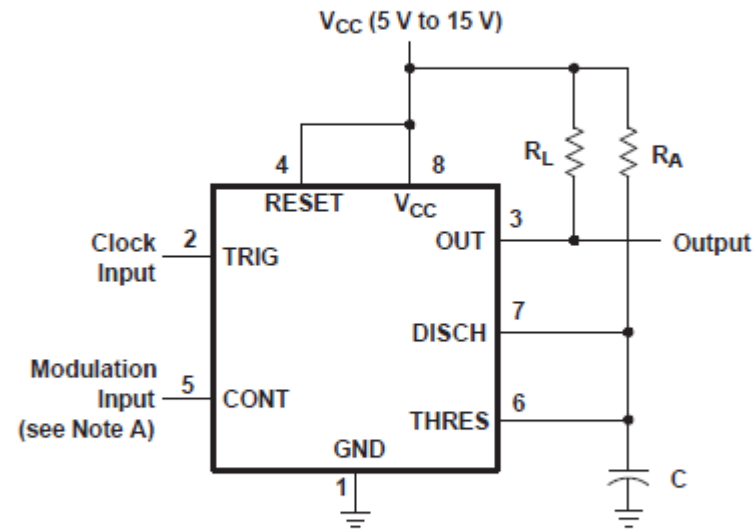 VCC (5 V to 15 V)
4
8
RL
RA
RESET
VCC
3
Clock
Input
2
TRIG
OUT
Output
7
DISCH
Modulation
Input
(see Note A)
5
CONT
6
THRES
GND
1
C